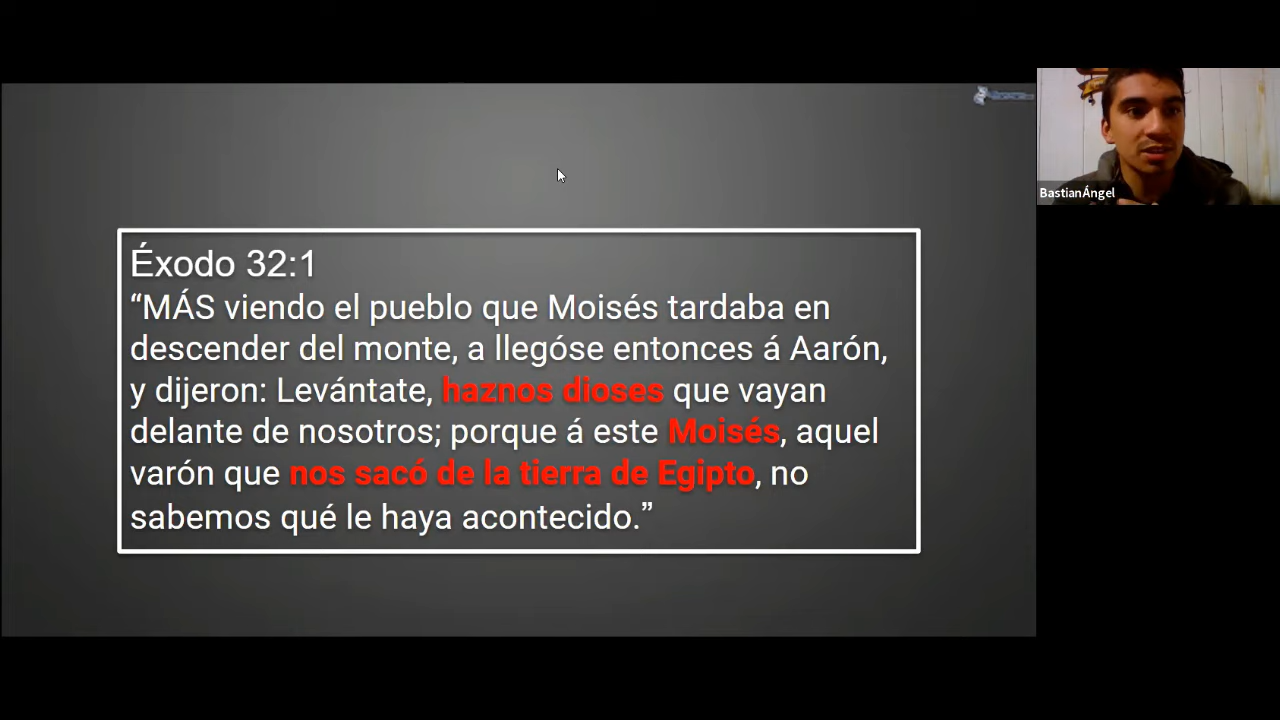 Éxodo 32:1
“MÁS viendo el pueblo que Moisés tardaba en
descender del monte, a llegóse entonces á Aarón,
y dijeron: Levántate, haznos dioses que vayan
delante de nosotros; porque á este Moisés, aquel
varón que nos sacó de la tierra de Egipto, no
sabemos qué le haya acontecido.”
BastianÁngel